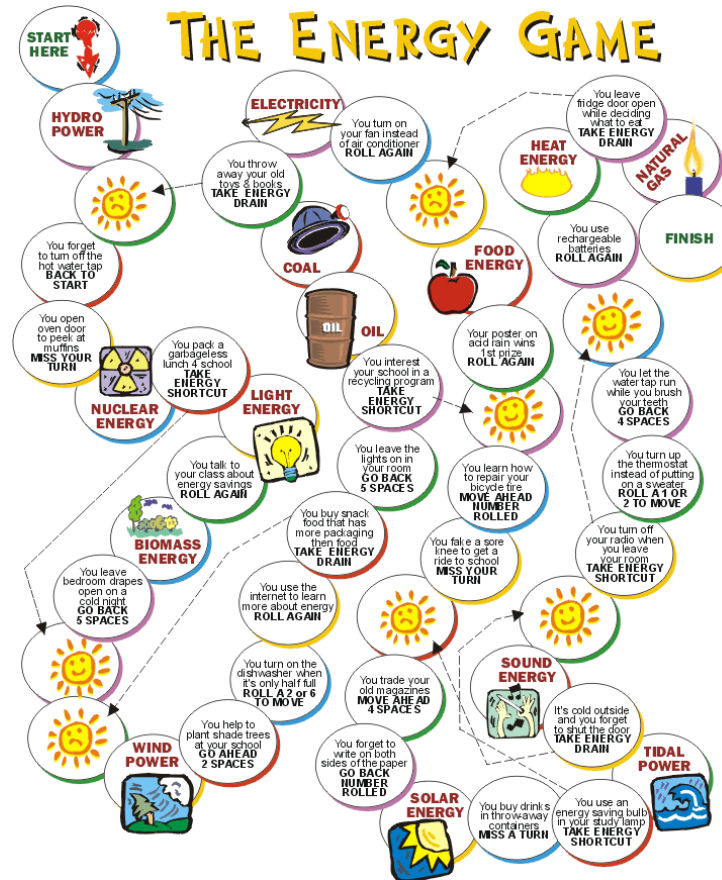 THE ENERGY GAME
START
HERE
HYDRO
POWER
You forget
to turn off the
hot water tap
BACK TO
START
You open
oven door
to peek at
muffins
MISS YOUR
TURN
NUCLEAR
ENERGY
You pack a
garbageless
lunch 4 school
TAKE
ENERGY
SHORTCUT
LIGHT
ENERGY
You talk to
your class about
energy savings
ROLL AGAIN
BIOMASS
ENERGY
You leave
bedroom drapes
open on a
cold night
GO BACK
5 SPACES
WIND
POWER
You help to
plant shade trees
at your school
GO AHEAD
2 SPACES
You turn on the
dishwasher when
it's only half full
ROLL A 2 or 6
TO MOVE
You use the
internet to learn
more about energy
ROLL AGAIN
You buy snack
food that has
more packaging
then food
TAKE ENERGY
DRAIN
You leave the
lights on in
your room
GO BACK
5 SPACES
You interest
your school in a
recycling program
TAKE
ENERGY
SHORTCUT
OIL
OIL
COAL
You throw
away your old
toys & books
TAKE ENERGY
DRAIN
ELECTRICITY
You turn on
your fan instead
of air conditioner
ROLL AGAIN
FOOD
ENERGY
Your poster on
acid rain wins
1st prize
ROLL AGAIN
You learn how
to repair your
bicycle tire
MOVE AHEAD
NUMBER
ROLLED
You fake a sore
knee to get a
ride to school
MISS YOUR
TURN
You trade your
old magazines
MOVE AHEAD
4 SPACES
You forget to
write on both
sides of the paper
GO BACK
NUMBER
ROLLED
SOLAR
ENERGY
You buy drinks
in throw-away
containers
MISS A TURN
You use an
energy saving bulb
in your study lamp
TAKE ENERGY
SHORTCUT
TIDAL
POWER
It's cold outside
and you forget
to shut the door
TAKE ENERGY
DRAIN
SOUND
ENERGY
You turn off
your radio when
you leave
your room
TAKE ENERGY
SHORTCUT
You turn up
the thermostat
instead of putting
on a sweater
ROLL A 1 OR
2 TO MOVE
You let the
water tap run
while you brush
your teeth
GO BACK
4 SPACES
You use
rechargeable
batteries
ROLL AGAIN
HEAT
ENERGY
You leave
fridge door open
while deciding
what to eat
TAKE ENERGY
DRAIN
NATURAL
GAS
FINISH